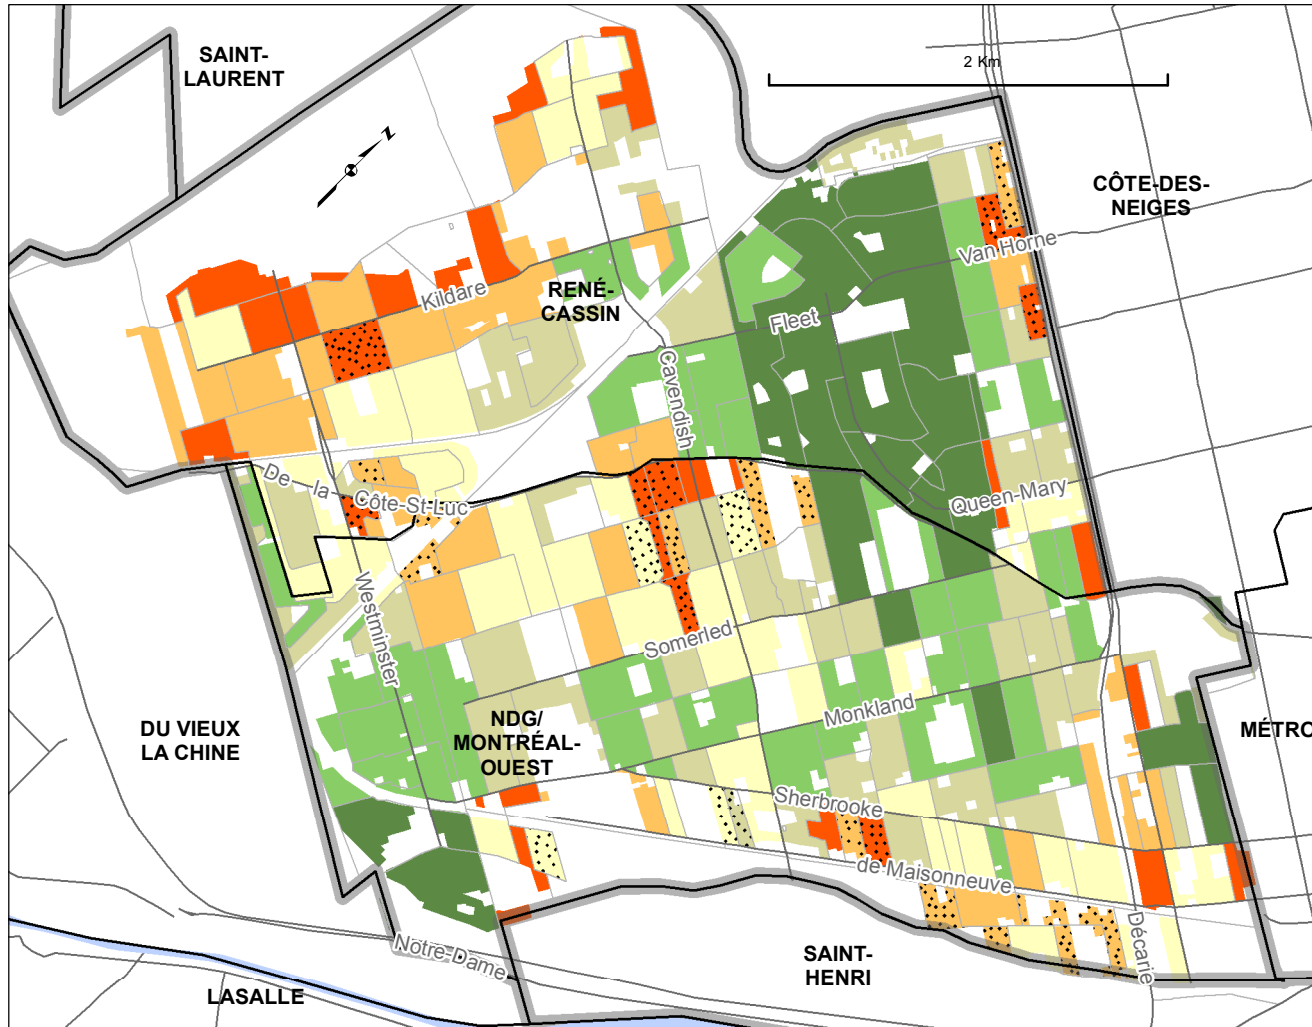 SAINT-
LAURENT
2 Km
N
CÔTE-DES-
NEIGES
Van Horne
Kildare
RENÉ-
CASSIN
Fleet
Cavendish
De - la - Côte-St-Luc
Queen-Mary
Westminster
Somerled
Monkland
NDG/
MONTRÉAL-
OUEST
DU VIEUX
LA CHINE
MÉTRO
Sherbrooke
de Maisonneuve
Décarie
Notre-Dame
SAINT-
HENRI
LASALLE